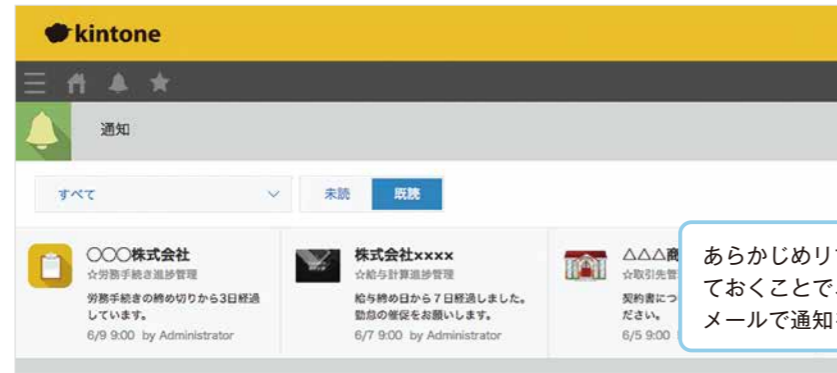 kintone
通知
すべて
未読
既読
○○○株式会社
☆労務手続き進捗管理
労務手続きの締め切りから3日経過
しています。
6/9 9:00 by Administrator
株式会社xxxx
☆給与計算進捗管理
給与締め日から7日経過しました。
勤怠の催促をお願いします。
6/7 9:00 by Administrator
△△△商
☆取引先管
契約書につ
ださい。
6/5 9:00
あらかじめリ
ておくことで
メールで通知